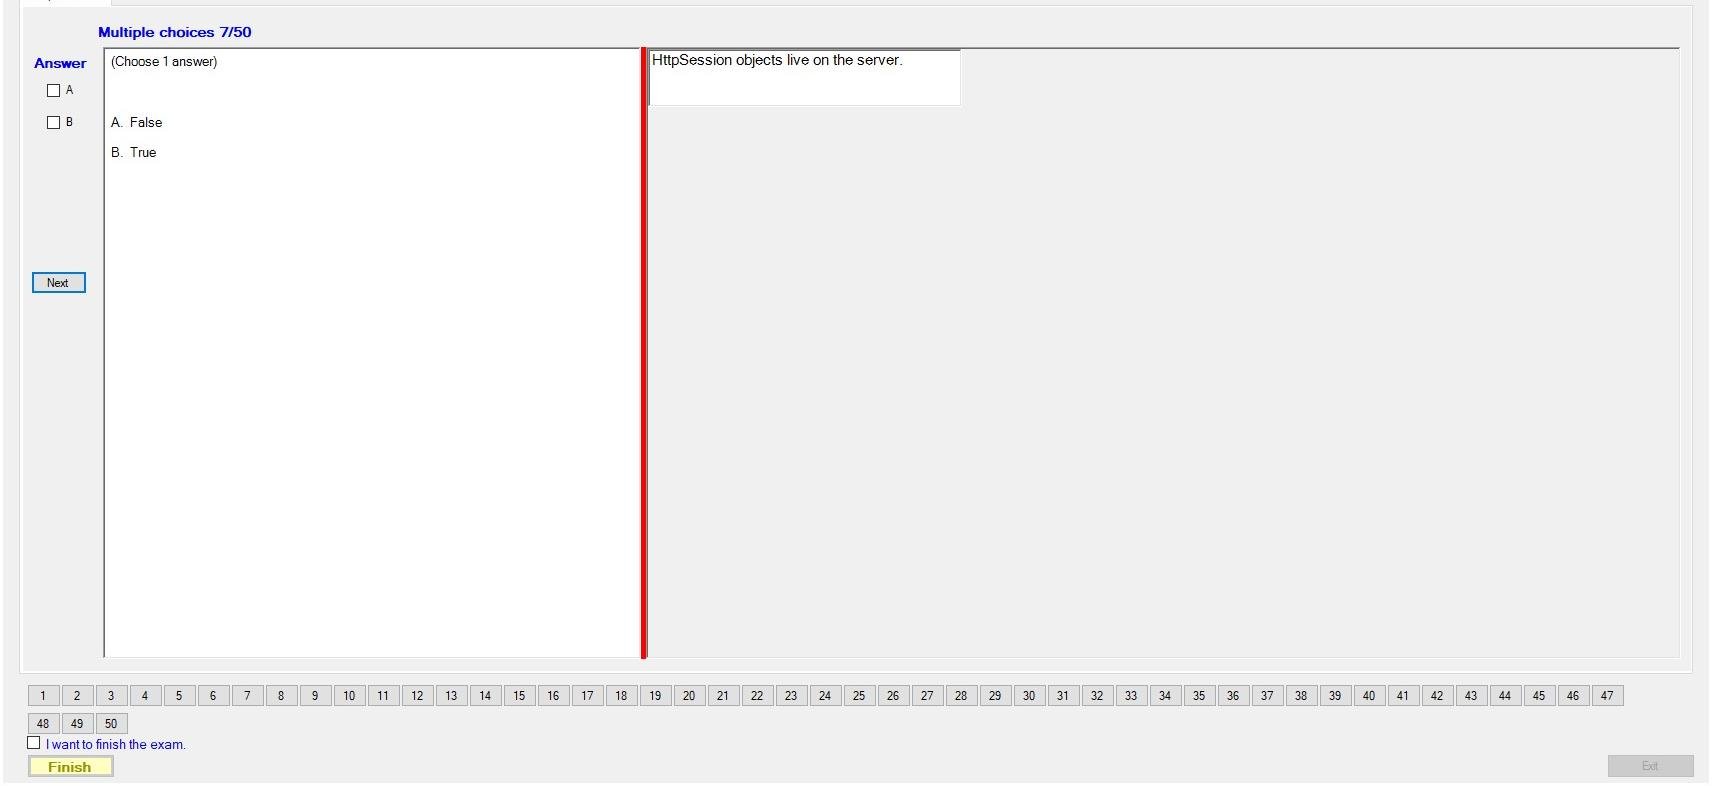 Multiple choices 7/50
Answer
A
B
Next
(Choose 1 answer)
A. False
B. True
HttpSession objects live on the server.
1 2 3 4 5 6 7 8 9 10 11 12 13 14 15 16 17 18 19 20 21 22 23 24 25 26 27 28 29 30 31 32 33 34 35 36 37 38 39 40 41 42 43 44 45 46 47
48 49 50
I want to finish the exam.
Finish
Exit